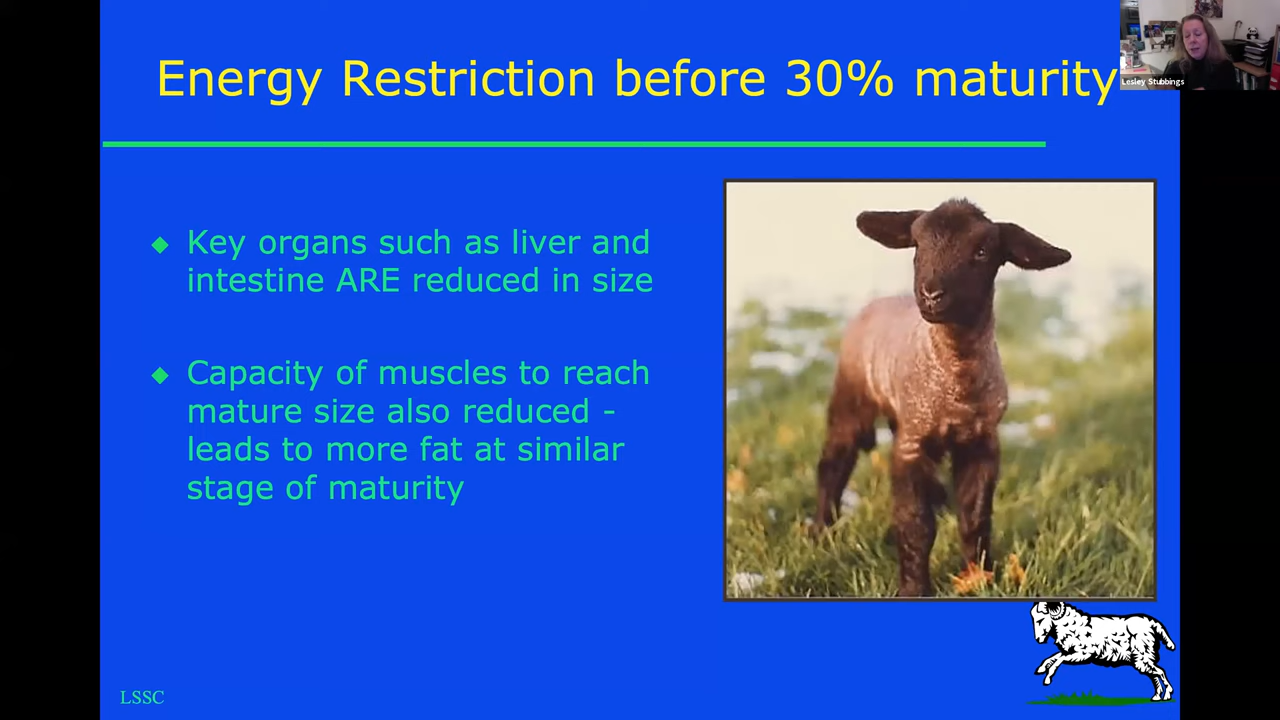 Energy Restriction before 30% maturity
Lesley Stubbings
◆ Key organs such as liver and
intestine ARE reduced in size
◆ Capacity of muscles to reach
mature size also reduced -
leads to more fat at similar
stage of maturity
LSSC